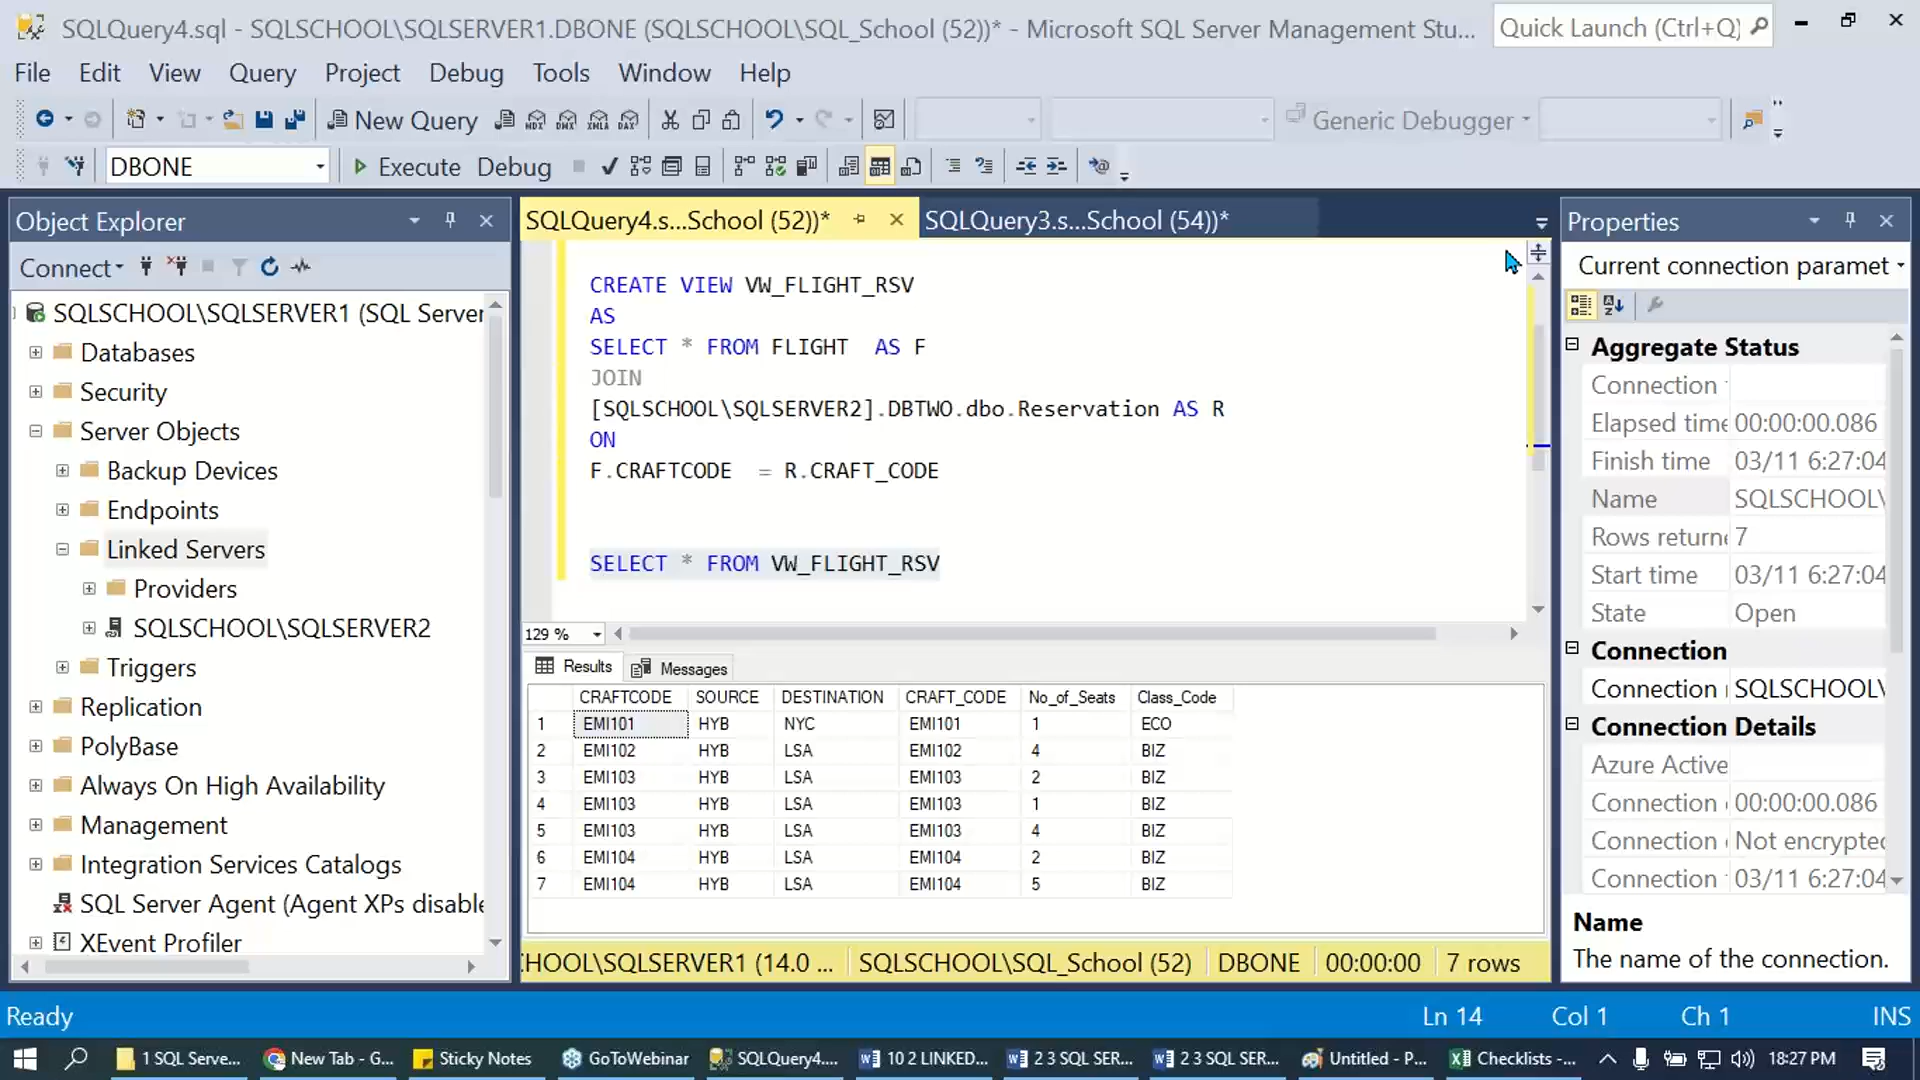 SQLQuery4.sql - SQLSCHOOL\SQLSERVER1.DBONE (SQLSCHOOL\SQL_School (52))* - Microsoft SQL Server Management Stu...
Quick Launch (Ctrl+Q)
File Edit View Query Project Debug Tools Window Help
New Query MDX DMX XMLA DAX Generic Debugger
DBONE Execute Debug
Object Explorer
Connect
SQLSCHOOL\SQLSERVER1 (SQL Server
Databases
Security
Server Objects
Backup Devices
Endpoints
Linked Servers
Providers
SQLSCHOOL\SQLSERVER2
Triggers
Replication
PolyBase
Always On High Availability
Management
Integration Services Catalogs
SQL Server Agent (Agent XPs disable
XEvent Profiler
SQLQuery4.s...School (52))* SQLQuery3.s...School (54))*
CREATE VIEW VW_FLIGHT_RSV
AS
SELECT * FROM FLIGHT AS F
JOIN
[SQLSCHOOL\SQLSERVER2].DBTWO.dbo.Reservation AS R
ON
F.CRAFTCODE = R.CRAFT_CODE
SELECT * FROM VW_FLIGHT_RSV
129 %
Results Messages
CRAFTCODE SOURCE DESTINATION CRAFT_CODE No_of_Seats Class_Code
1 EMI101 HYB NYC EMI101 1 ECO
2 EMI102 HYB LSA EMI102 4 BIZ
3 EMI103 HYB LSA EMI103 2 BIZ
4 EMI103 HYB LSA EMI103 1 BIZ
5 EMI103 HYB LSA EMI103 4 BIZ
6 EMI104 HYB LSA EMI104 2 BIZ
7 EMI104 HYB LSA EMI104 5 BIZ
:HOOL\SQLSERVER1 (14.0 ... SQLSCHOOL\SQL_School (52) DBONE 00:00:00 7 rows
Properties
Current connection paramet
Aggregate Status
Connection
Elapsed time 00:00:00.086
Finish time 03/11 6:27:04
Name SQLSCHOOL\
Rows returne 7
Start time 03/11 6:27:04
State Open
Connection
Connection SQLSCHOOL\
Connection Details
Azure Active
Connection 00:00:00.086
Connection Not encrypted
Connection 03/11 6:27:04
Name
The name of the connection.
Ready Ln 14 Col 1 Ch 1 INS
1 SQL Serve... New Tab - G... Sticky Notes GoToWebinar SQLQuery4.... 10 2 LINKED... 2 3 SQL SER... 2 3 SQL SER... Untitled - P... Checklists -... 18:27 PM